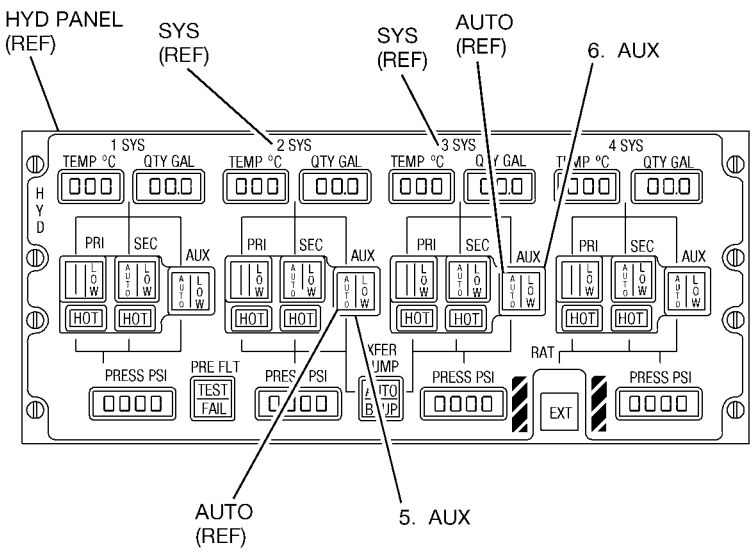 HYD PANEL
(REF)
SYS
(REF)
SYS
(REF)
AUTO
(REF)
6. AUX
1 SYS
2 SYS
3 SYS
4 SYS
TEMP °C
QTY GAL
TEMP °C
QTY GAL
TEMP °C
QTY GAL
TEMP °C
QTY GAL
000
00.0
000
00.0
000
00.0
000
00.0
HYD
PRI
SEC
AUX
PRI
SEC
AUX
PRI
SEC
AUX
PRI
SEC
AUX
LOW
AUTO LOW
AUTO LOW
LOW
AUTO LOW
AUTO LOW
LOW
AUTO LOW
AUTO LOW
LOW
AUTO LOW
AUTO LOW
HOT
HOT
HOT
HOT
HOT
HOT
HOT
HOT
PRE FLT
TEST
FAIL
XFER
PUMP
AUTO
BKUP
RAT
EXT
PRESS PSI
PRESS PSI
PRESS PSI
PRESS PSI
0000
0000
0000
0000
AUTO
(REF)
5. AUX